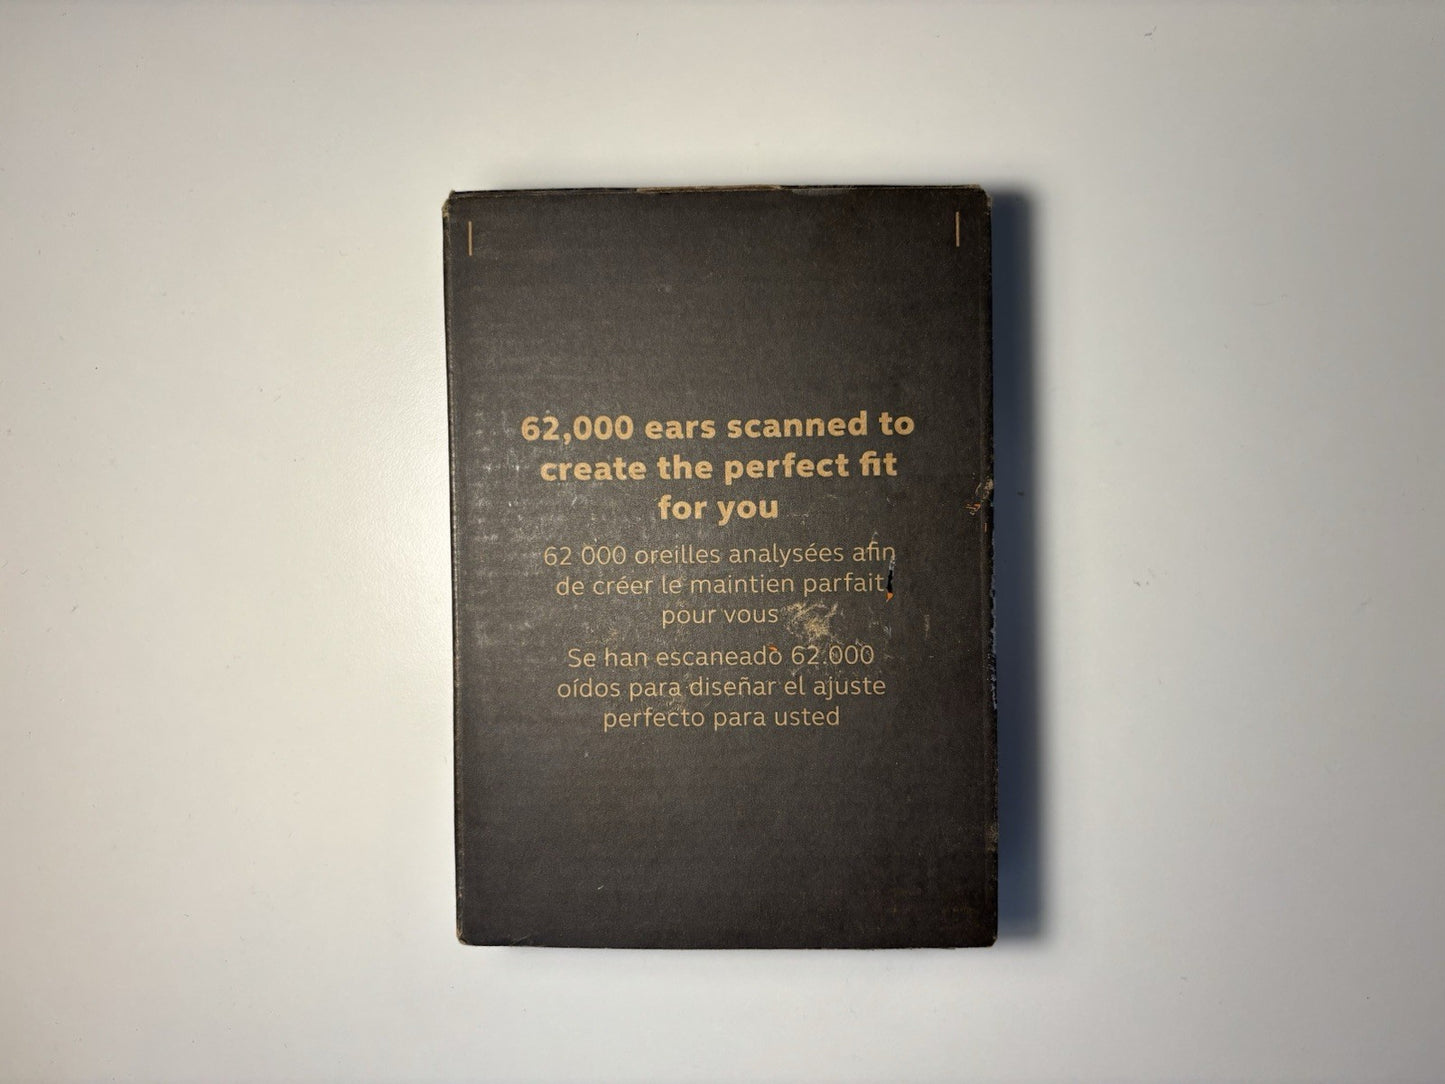 62,000 ears scanned to
create the perfect fit
for you
62 000 oreilles analysées afin
de créer le maintien parfait
pour vous
Se han escaneado 62.000
oídos para diseñar el ajuste
perfecto para usted